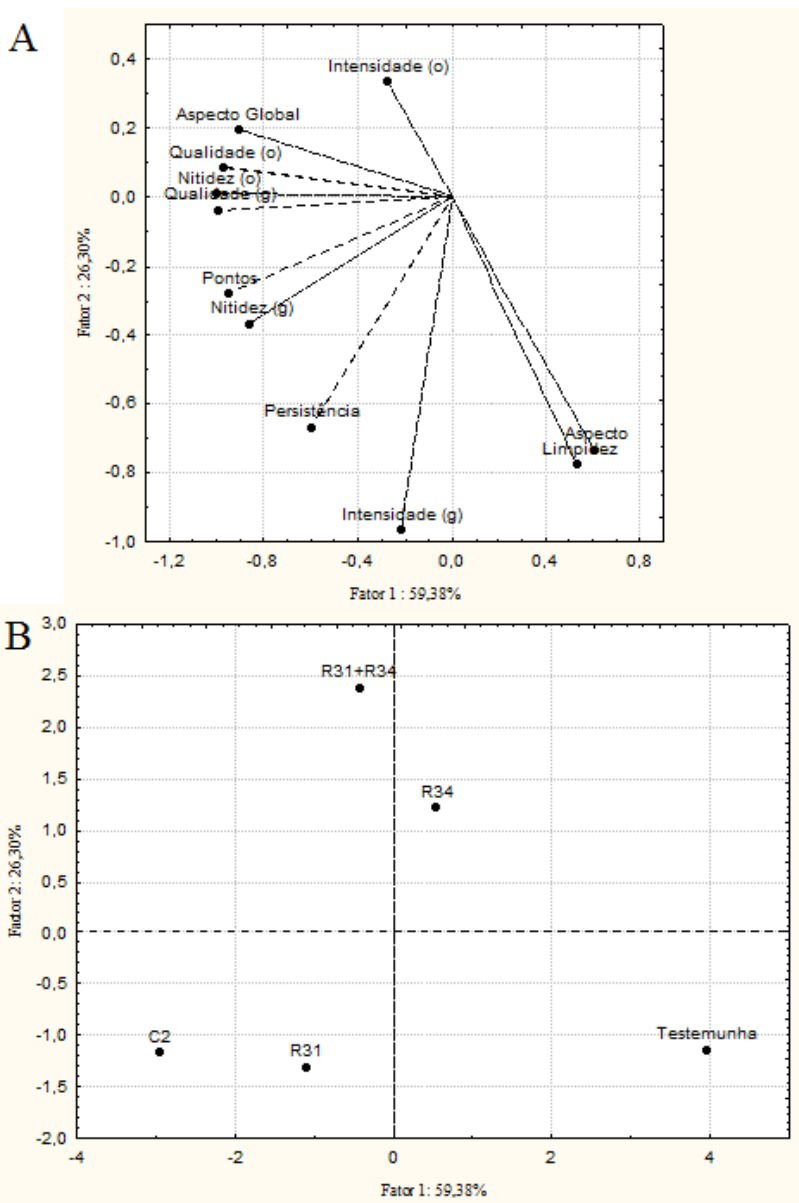 A
0,4
0,2
0,0
-0,2
-0,4
-0,6
-0,8
-1,0
Fator 2 : 26,30%
Intensidade (o)
Aspecto Global
Qualidade (o)
Nitidez (o)
Qualidade (g)
Pontos
Nitidez (g)
Persistência
Aspecto
Limpidez
Intensidade (g)
-1,2 -0,8 -0,4 0,0 0,4 0,8
Fator 1 : 59,38%
B
3,0
2,5
2,0
1,5
1,0
0,5
0,0
-0,5
-1,0
-1,5
-2,0
Fador 2: 26,30%
R31+R34
R34
C2
R31
Testemunha
-4 -2 0 2 4
Fator 1: 59,38%